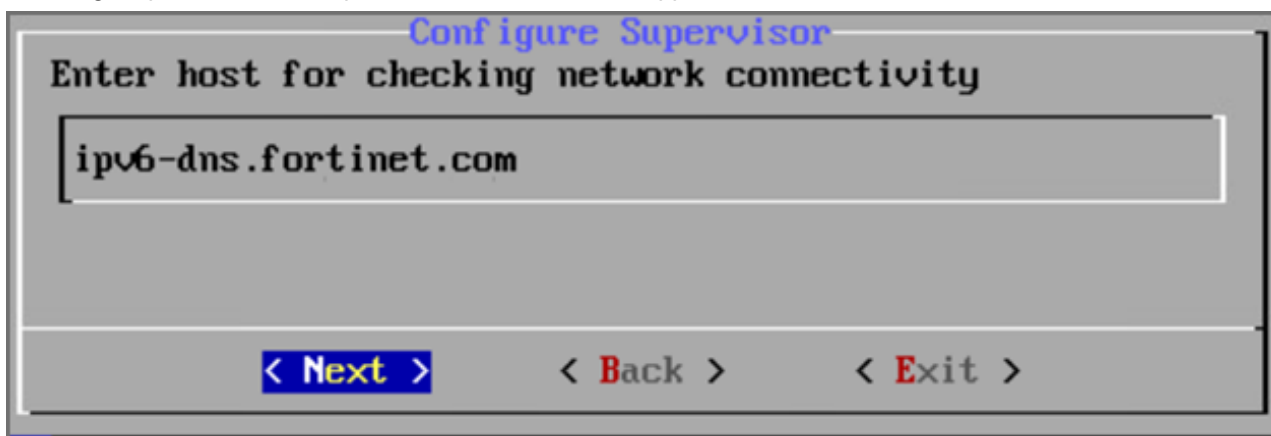 Configure Supervisor
Enter host for checking network connectivity
ipv6-dns.fortinet.com
< Next > < Back > < Exit >